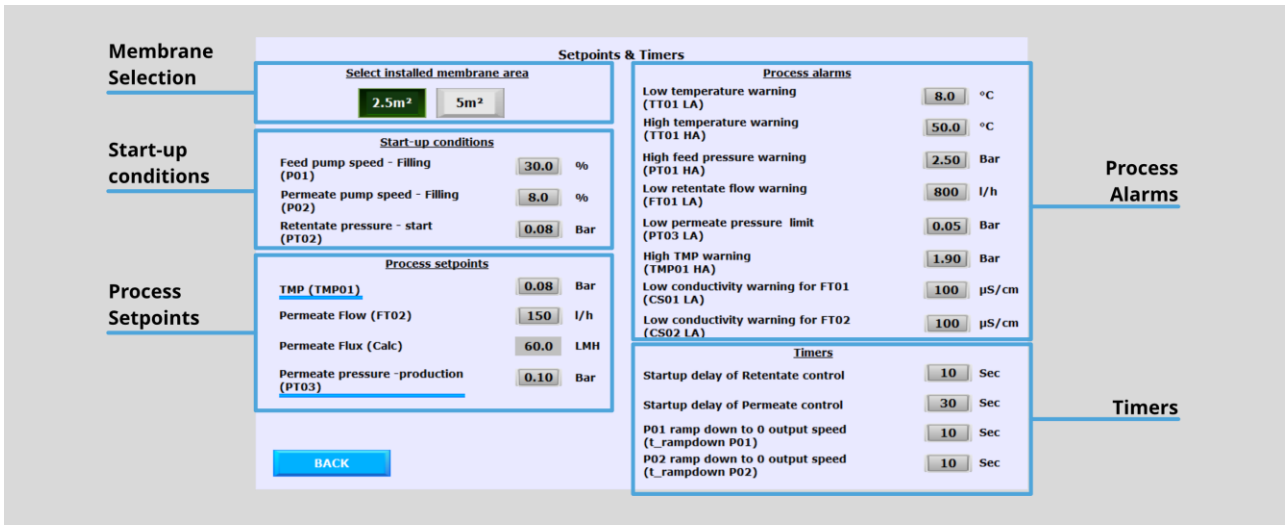 Membrane
Selection
Start-up
conditions
Process
Setpoints
Setpoints & Timers
Select installed membrane area
2.5m² 5m²
Start-up conditions
Feed pump speed - Filling
(P01)
30.0 %
Permeate pump speed - Filling
(P02)
8.0 %
Retentate pressure - start
(PT02)
0.08 Bar
Process setpoints
TMP (TMP01) 0.08 Bar
Permeate Flow (FT02) 150 l/h
Permeate Flux (Calc) 60.0 LMH
Permeate pressure -production
(PT03)
0.10 Bar
BACK
Process alarms
Low temperature warning
(TT01 LA)
8.0 °C
High temperature warning
(TT01 HA)
50.0 °C
High feed pressure warning
(PT01 HA)
2.50 Bar
Low retentate flow warning
(FT01 LA)
800 l/h
Low permeate pressure limit
(PT03 LA)
0.05 Bar
High TMP warning
(TMP01 HA)
1.90 Bar
Low conductivity warning for FT01
(CS01 LA)
100 µS/cm
Low conductivity warning for FT02
(CS02 LA)
100 µS/cm
Timers
Startup delay of Retentate control 10 Sec
Startup delay of Permeate control 30 Sec
P01 ramp down to 0 output speed
(t_rampdown P01)
10 Sec
P02 ramp down to 0 output speed
(t_rampdown P02)
10 Sec
Process
Alarms
Timers